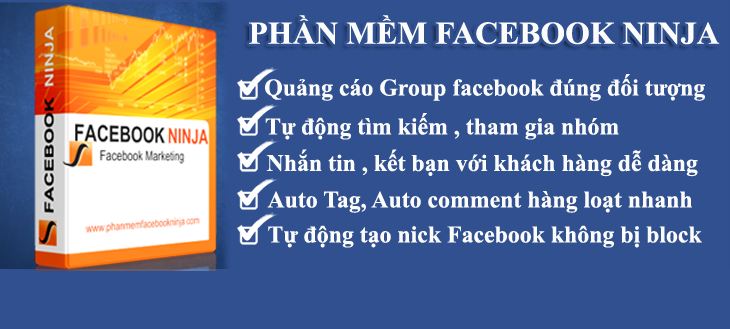 PHẦN MỀM FACEBOOK NINJA
Quảng cáo Group facebook đúng đối tượng
Tự động tìm kiếm , tham gia nhóm
Nhắn tin , kết bạn với khách hàng dễ dàng
Auto Tag, Auto comment hàng loạt nhanh
Tự động tạo nick Facebook không bị block
FACEBOOK NINJA
FACEBOOK NINJA
Facebook Marketing
www.phanmemfacebookninja.com